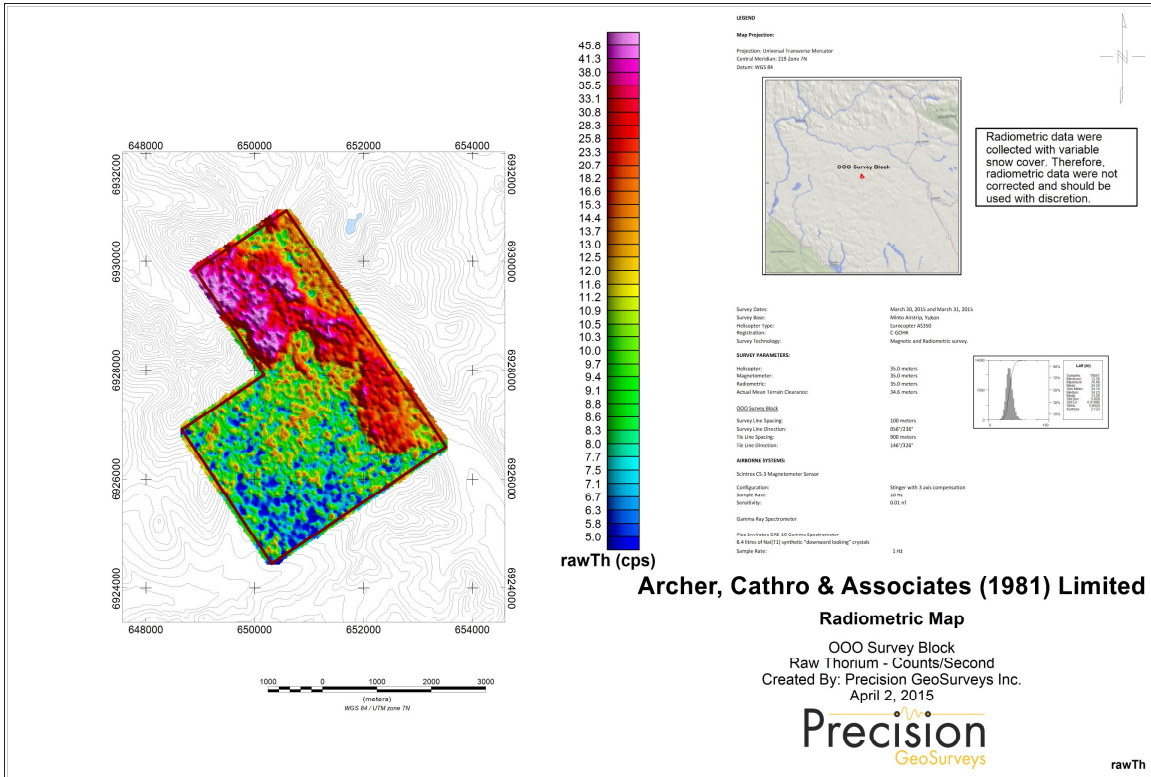 LEGEND
Map Projection:
Projection: Universal Transverse Mercator
Central Meridian: 219 Zone 7N
Datum: WGS 84
OOO Survey Block
Radiometric data were
collected with variable
snow cover. Therefore,
radiometric data were not
corrected and should be
used with discretion.
N
45.8
41.3
38.0
35.5
33.1
30.8
28.3
25.8
23.3
20.7
18.2
16.6
15.3
14.4
13.7
13.0
12.5
12.0
11.6
11.2
10.9
10.5
10.3
10.0
9.7
9.4
9.1
8.8
8.6
8.3
8.0
7.7
7.5
7.1
6.7
6.3
5.8
5.0
rawTh (cps)
648000 650000 652000 654000
6932000 6932000
6930000 6930000
6928000 6928000
6926000 6926000
6924000 6924000
648000 650000 652000 654000
1000 0 1000 2000 3000
(meters)
WGS 84 / UTM zone 7N
Survey Dates: March 30, 2015 and March 31, 2015
Survey Base: Minto Airstrip, Yukon
Helicopter Type: Eurocopter AS350
Registration: C-GOHK
Survey Technology: Magnetic and Radiometric survey.
SURVEY PARAMETERS:
Helicopter: 35.0 meters
Magnetometer: 35.0 meters
Radiometric: 35.0 meters
Actual Mean Terrain Clearance: 34.6 meters
OOO Survey Block
Survey Line Spacing: 100 meters
Survey Line Direction: 056°/236°
Tie Line Spacing: 900 meters
Tie Line Direction: 146°/326°
AIRBORNE SYSTEMS:
Scintrex CS-3 Magnetometer Sensor
Configuration: Stinger with 3 axis compensation
Sample Rate: 10 Hz
Sensitivity: 0.01 nT
Gamma Ray Spectrometer
8.4 litres of NaI(Tl) synthetic "downward looking" crystals
Sample Rate: 1 Hz
14000
7000
0
0 100
Archer, Cathro & Associates (1981) Limited
Radiometric Map
OOO Survey Block
Raw Thorium - Counts/Second
Created By: Precision GeoSurveys Inc.
April 2, 2015
Precision
GeoSurveys
rawTh